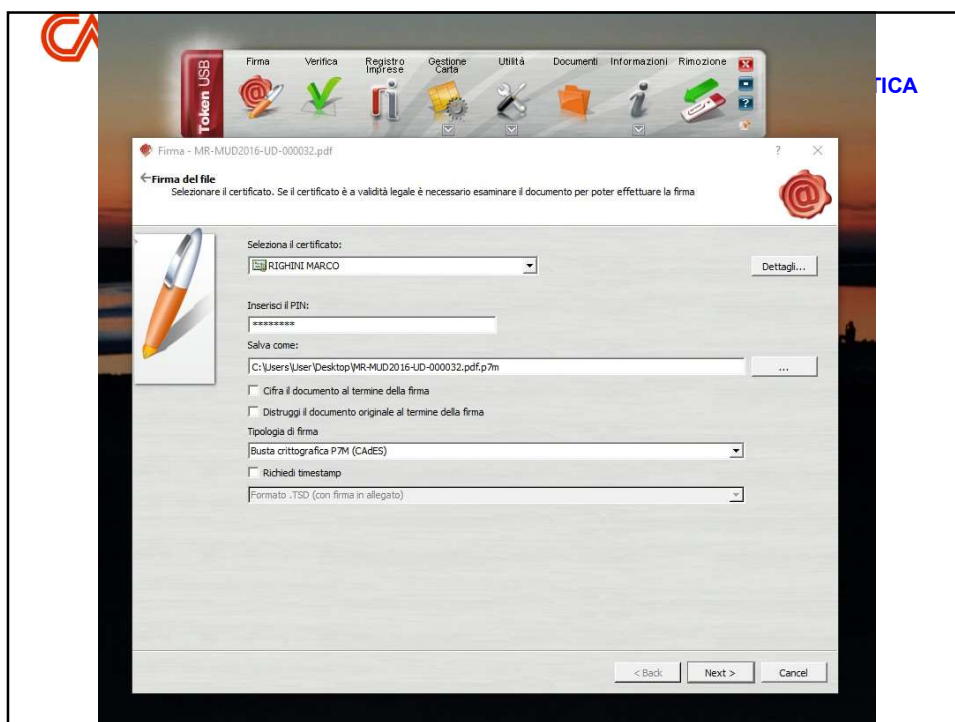 CA
TICA
Token USB
Firma Verifica Registro Imprese Gestione Carta Utilità Documenti Informazioni Rimozione
Firma - MR-MUD2016-UD-000032.pdf
Firma del file
Selezionare il certificato. Se il certificato è a validità legale è necessario esaminare il documento per poter effettuare la firma
Seleziona il certificato:
RIGHINI MARCO
Dettagli...
Inserisci il PIN:
********
Salva come:
C:\Users\User\Desktop\MR-MUD2016-UD-000032.pdf.p7m
...
Cifra il documento al termine della firma
Distruggi il documento originale al termine della firma
Tipologia di firma
Busta crittografica P7M (CAdES)
Richiedi timestamp
Formato .TSD (con firma in allegato)
< Back Next > Cancel